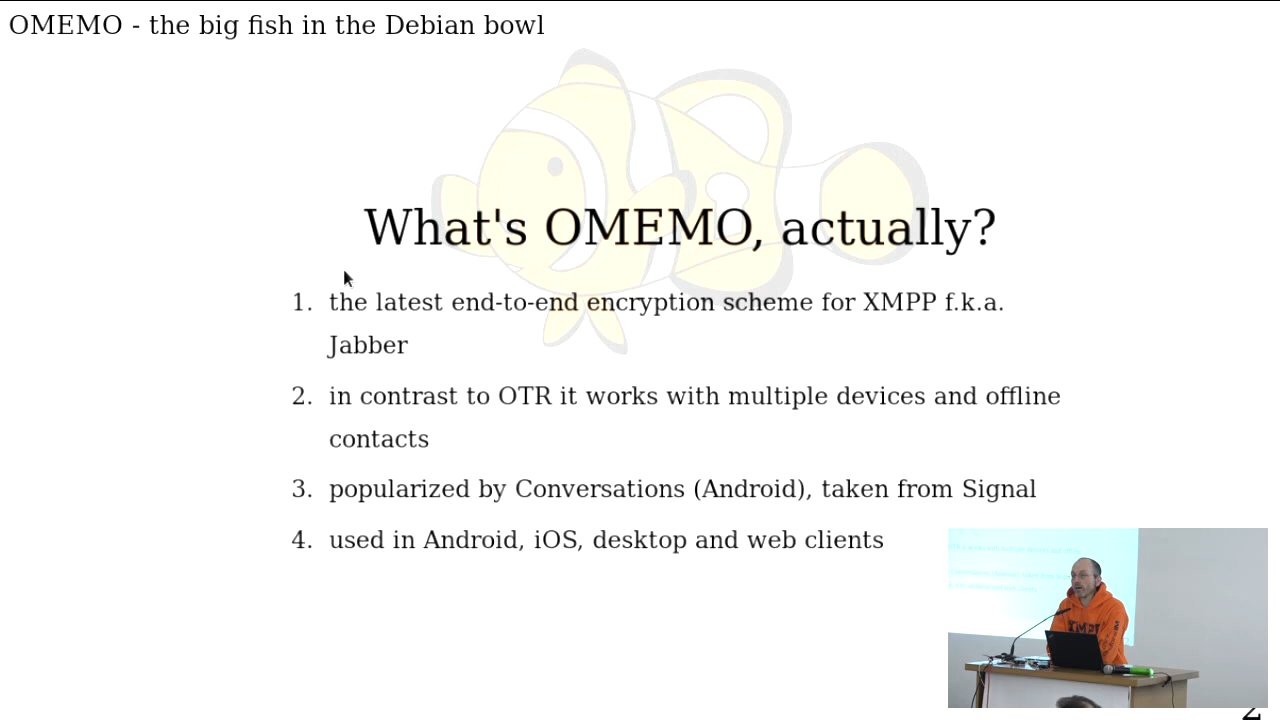 OMEMO - the big fish in the Debian bowl
What's OMEMO, actually?
1. the latest end-to-end encryption scheme for XMPP f.k.a.
Jabber
2. in contrast to OTR it works with multiple devices and offline
contacts
3. popularized by Conversations (Android), taken from Signal
4. used in Android, iOS, desktop and web clients
2